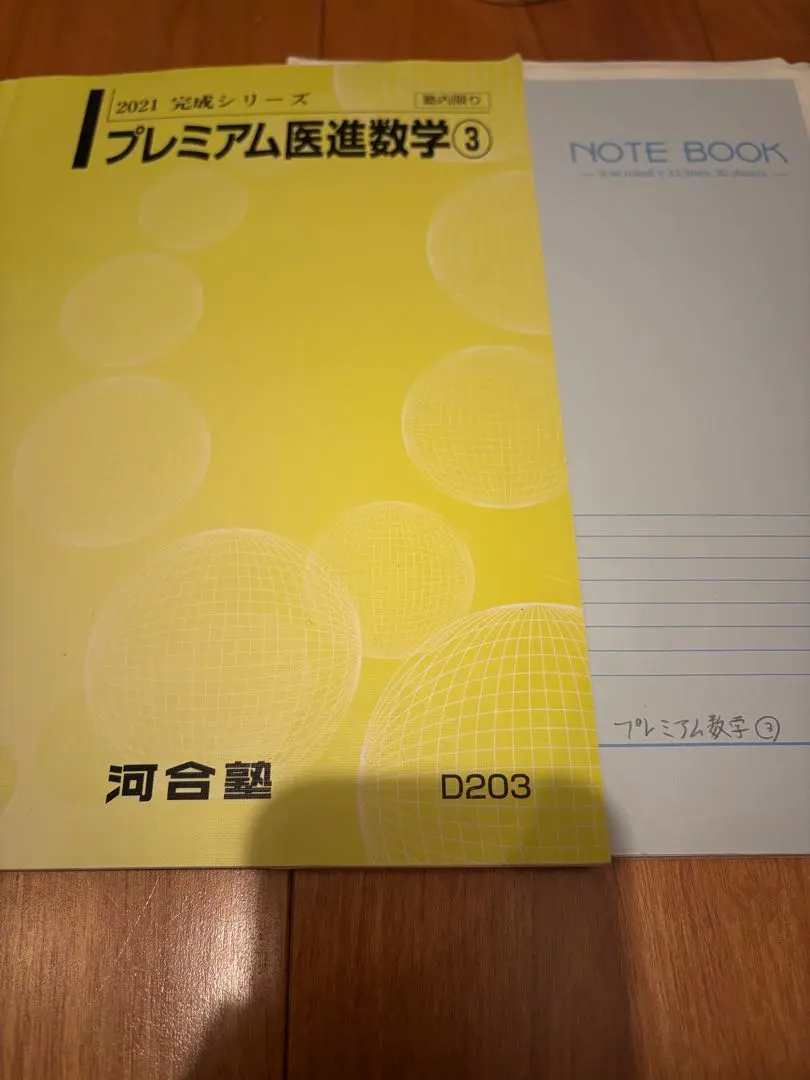 2021 完成シリーズ
塾内限り
プレミアム医進数学③
河合塾
D203
NOTE BOOK
プレミアム数学③